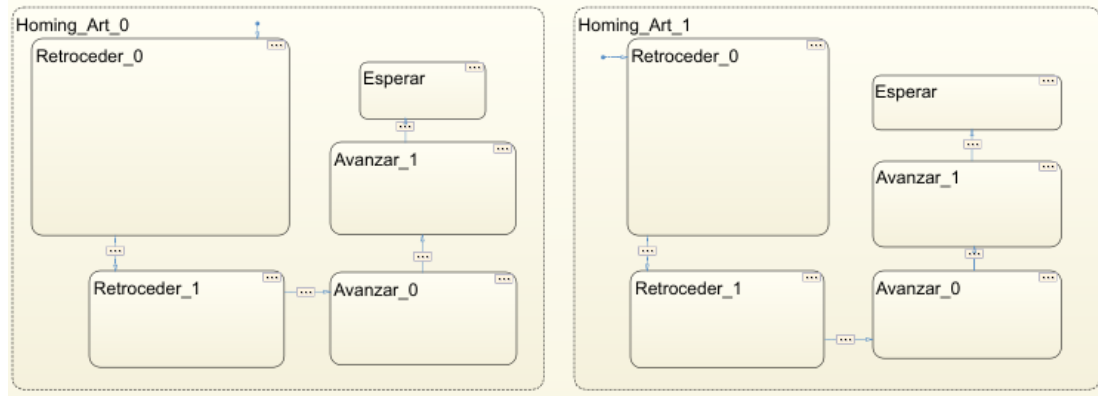 Homing_Art_0
Retroceder_0
Esperar
Avanzar_1
Retroceder_1
Avanzar_0
Homing_Art_1
Retroceder_0
Esperar
Avanzar_1
Retroceder_1
Avanzar_0